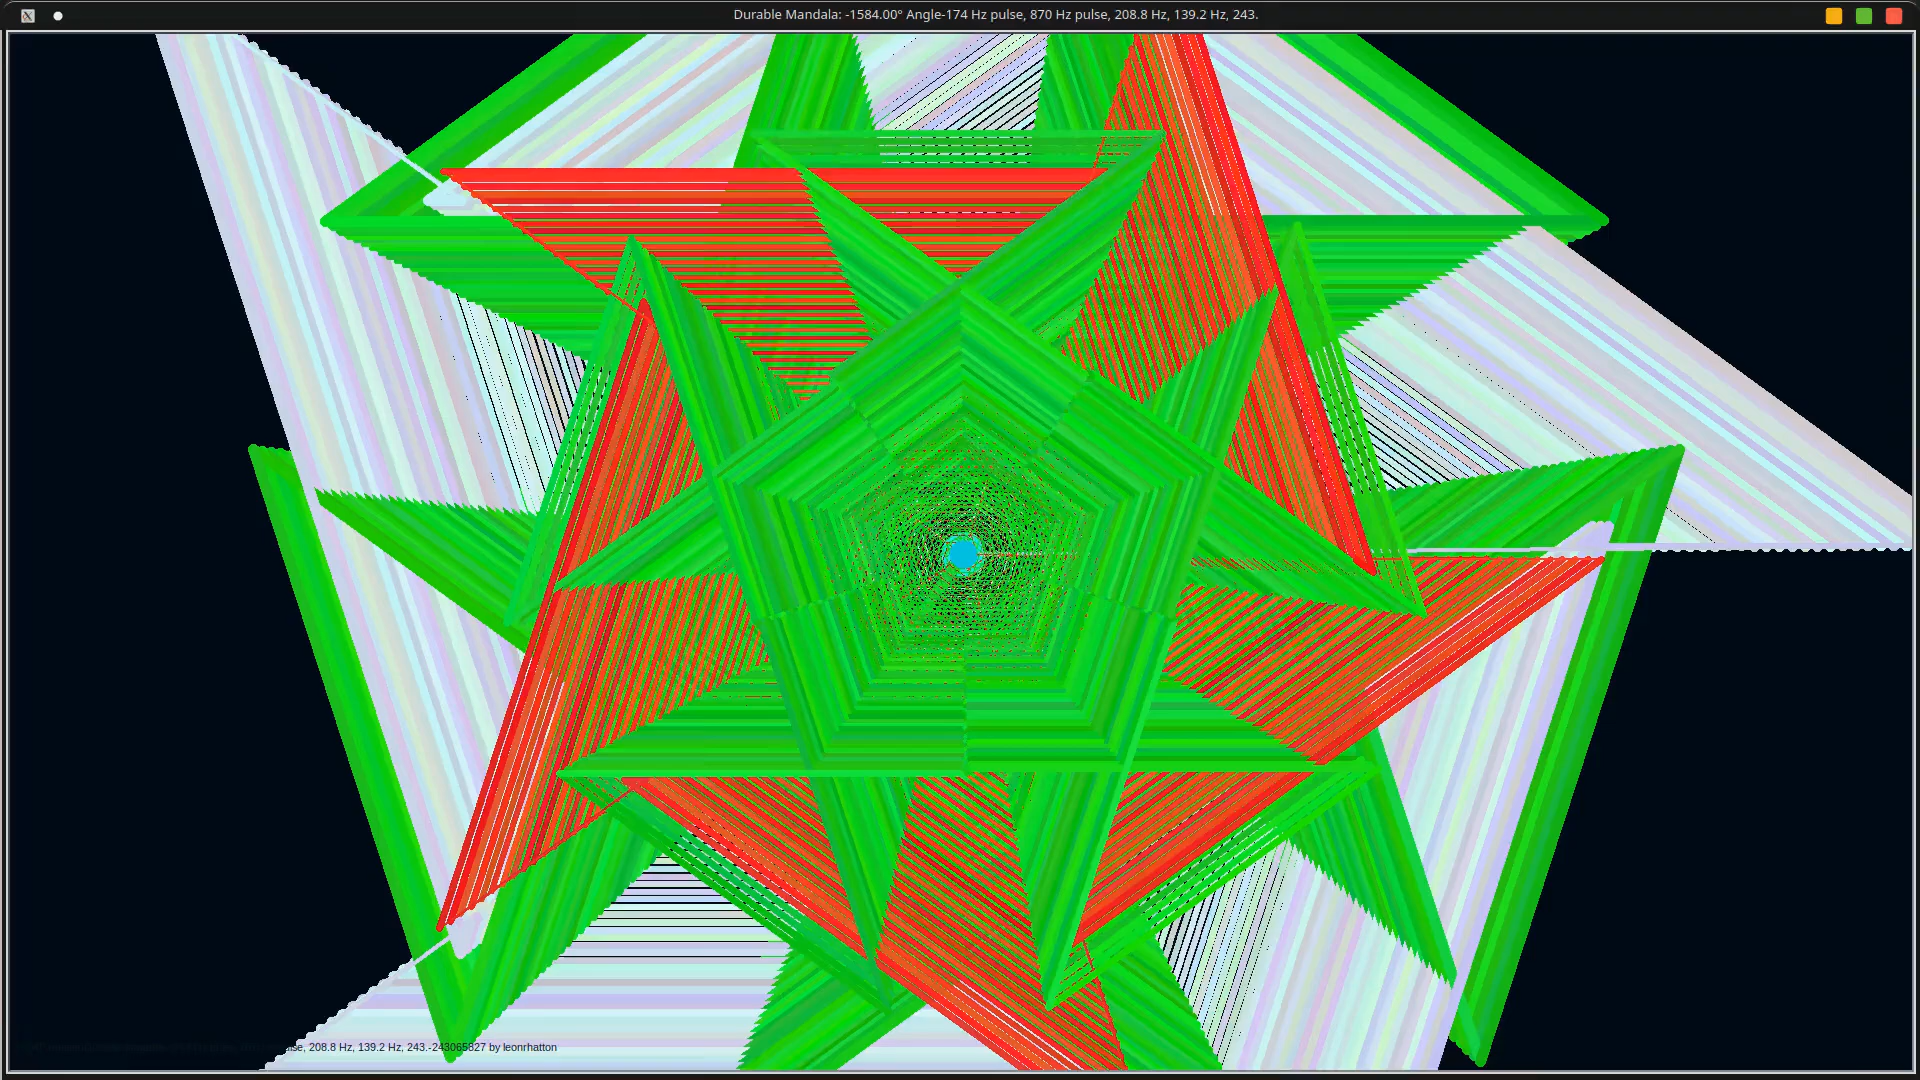 Durable Mandala: -1584.00° Angle-174 Hz pulse, 870 Hz pulse, 208.8 Hz, 139.2 Hz, 243.
208.8 Hz, 139.2 Hz, 243.-243065827 by leonrhatton